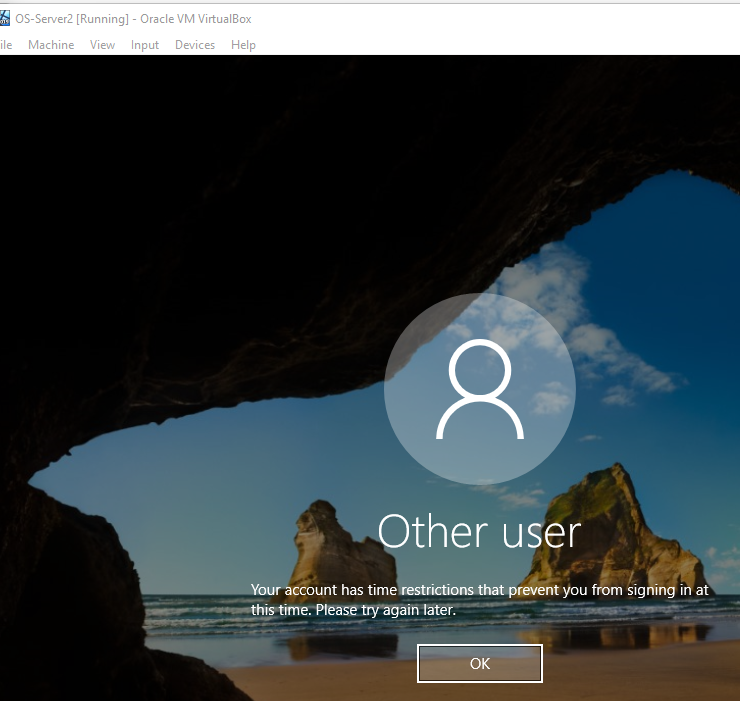 OS-Server2 [Running] - Oracle VM VirtualBox
ile Machine View Input Devices Help
Other user
Your account has time restrictions that prevent you from signing in at
this time. Please try again later.
OK